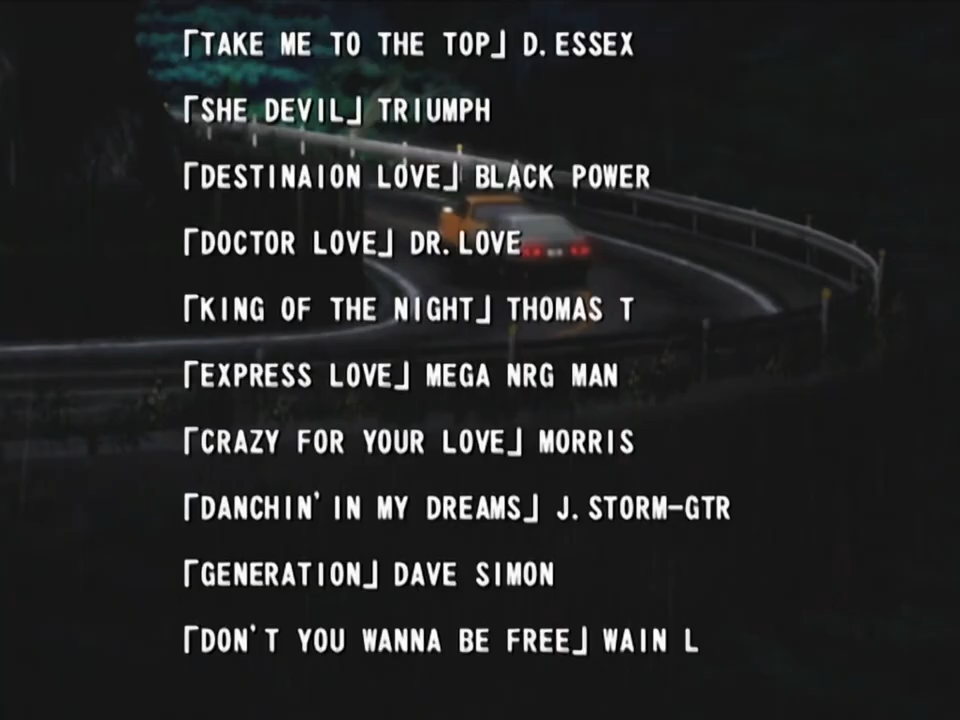 「TAKE ME TO THE TOP」 D.ESSEX
「SHE DEVIL」 TRIUMPH
「DESTINAION LOVE」 BLACK POWER
「DOCTOR LOVE」 DR.LOVE
「KING OF THE NIGHT」 THOMAS T
「EXPRESS LOVE」 MEGA NRG MAN
「CRAZY FOR YOUR LOVE」 MORRIS
「DANCHIN' IN MY DREAMS」 J.STORM-GTR
「GENERATION」 DAVE SIMON
「DON'T YOU WANNA BE FREE」 WAIN L